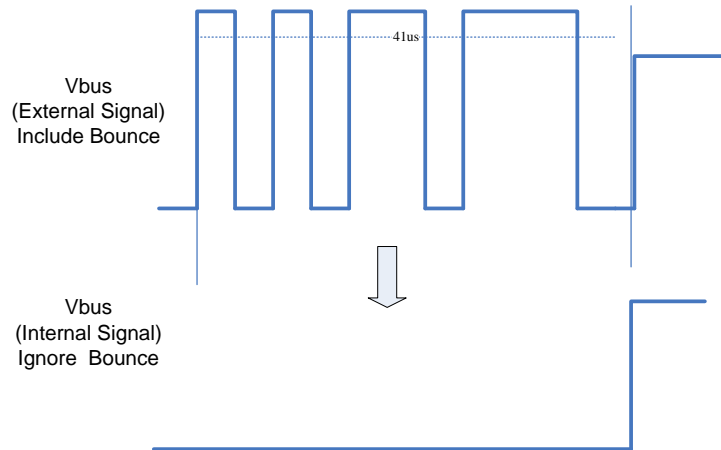 41us
Vbus
(External Signal)
Include Bounce
Vbus
(Internal Signal)
Ignore Bounce